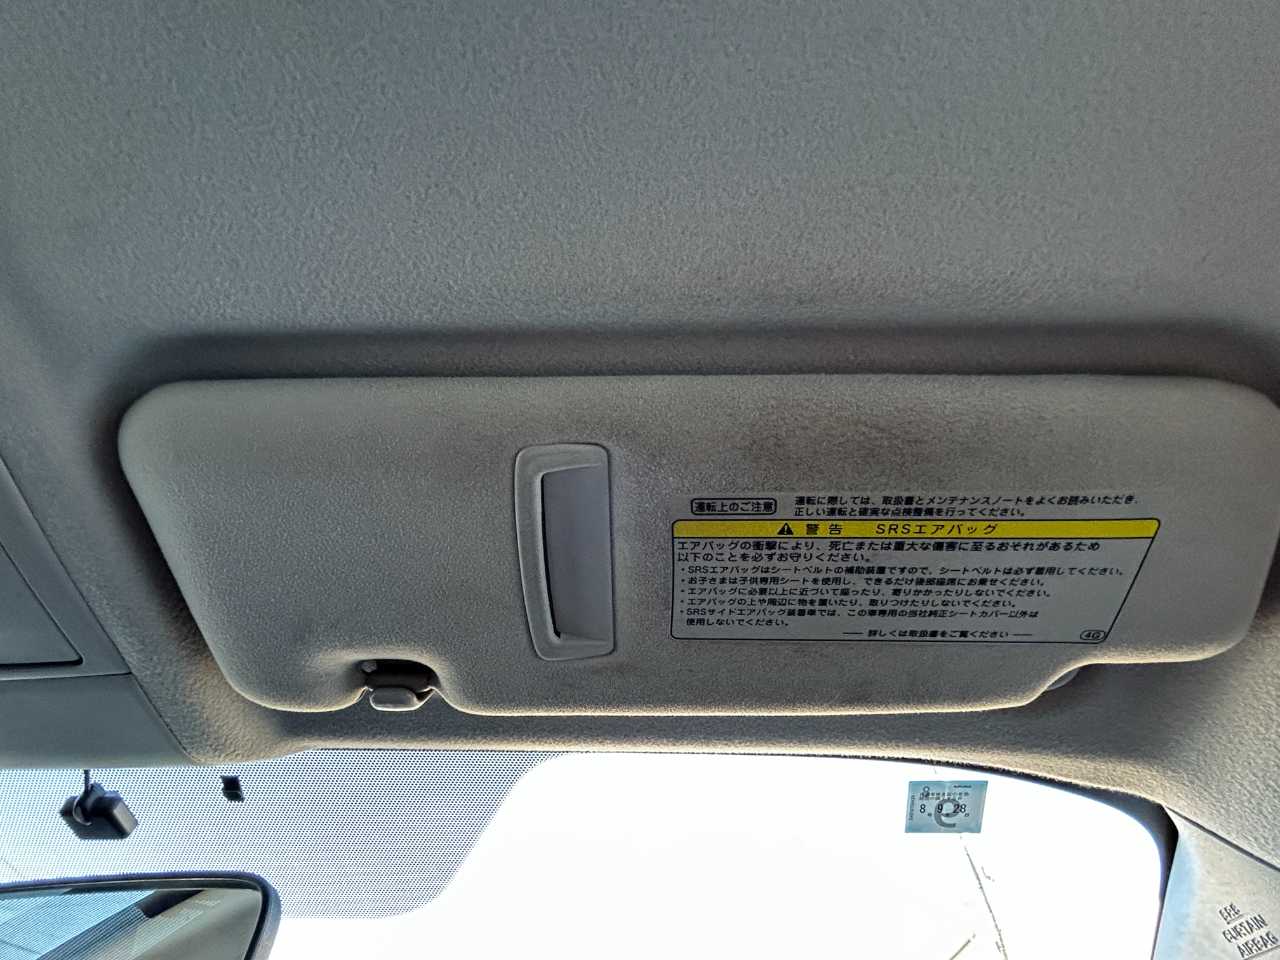 運転上のご注意
運転に際しては、取扱書とメンテナンスノートをよくお読みいただき、
正しい運転と確実な点検整備を行ってください。
警告 SRSエアバッグ
エアバッグの衝撃により、死亡または重大な傷害に至るおそれがあるため
以下のことを必ずお守りください。
・SRSエアバッグはシートベルトの補助装置ですので、シートベルトは必ず着用してください。
・お子さまは子供専用シートを使用し、できるだけ後部座席にお乗せください。
・エアバッグに必要以上に近づいて座ったり、寄りかかったりしないでください。
・エアバッグの上や周辺に物を置いたり、取りつけたりしないでください。
・SRSサイドエアバッグ装着車では、この車専用の当社純正シートカバー以外は
使用しないでください。
詳しくは取扱書をご覧ください
4G
8 9 28
SRS
CURTAIN
AIRBAG